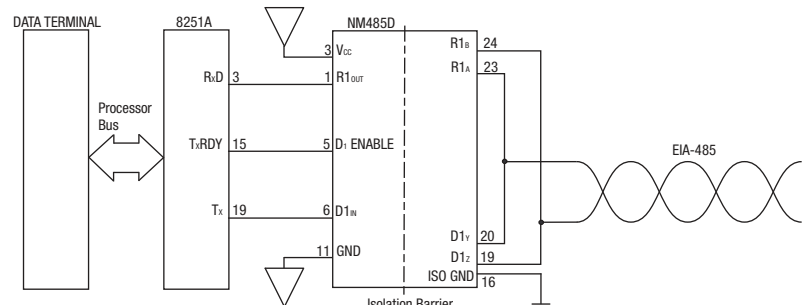 DATA TERMINAL
8251A
NM485D
3 VCC
R1B 24
R1A 23
RXD 3
1 R1OUT
Processor
Bus
TXRDY 15
5 D1 ENABLE
EIA-485
TX 19
6 D1IN
D1Y 20
11 GND
D1Z 19
ISO GND
16
Isolation Barrier